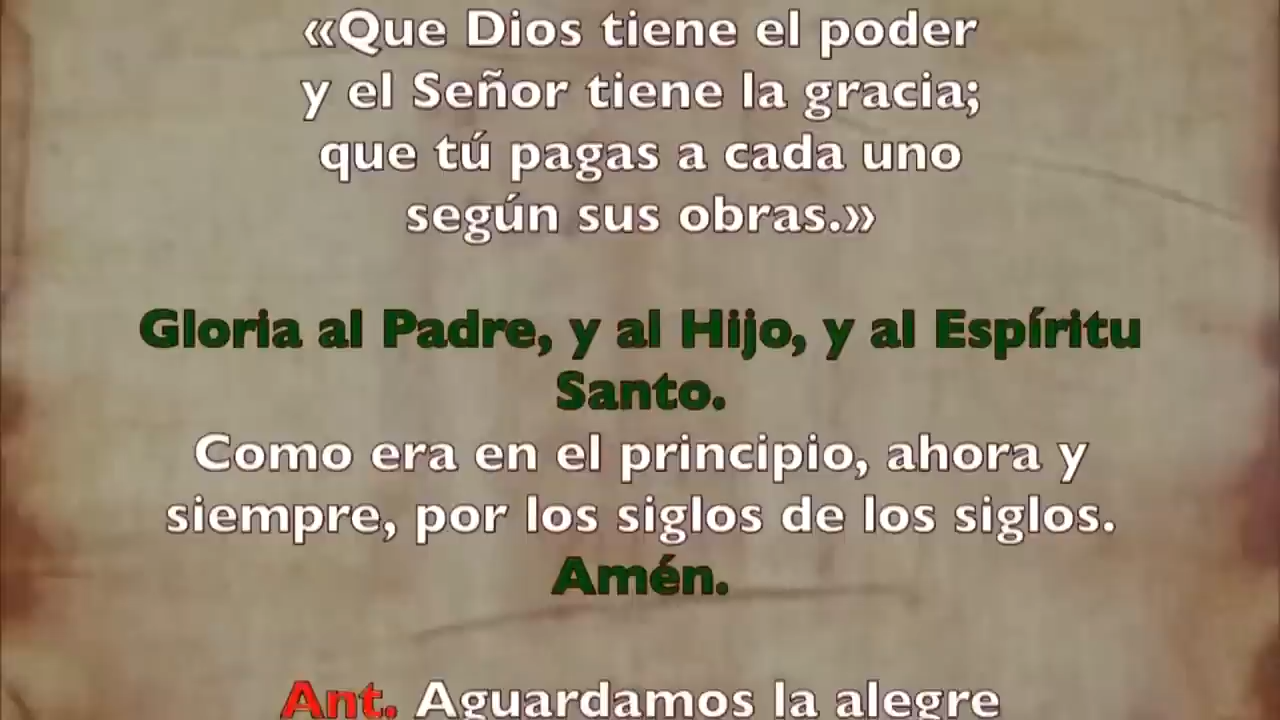 «Que Dios tiene el poder
y el Señor tiene la gracia;
que tú pagas a cada uno
según sus obras.»
Gloria al Padre, y al Hijo, y al Espíritu
Santo.
Como era en el principio, ahora y
siempre, por los siglos de los siglos.
Amén.
Ant. Aguardamos la alegre